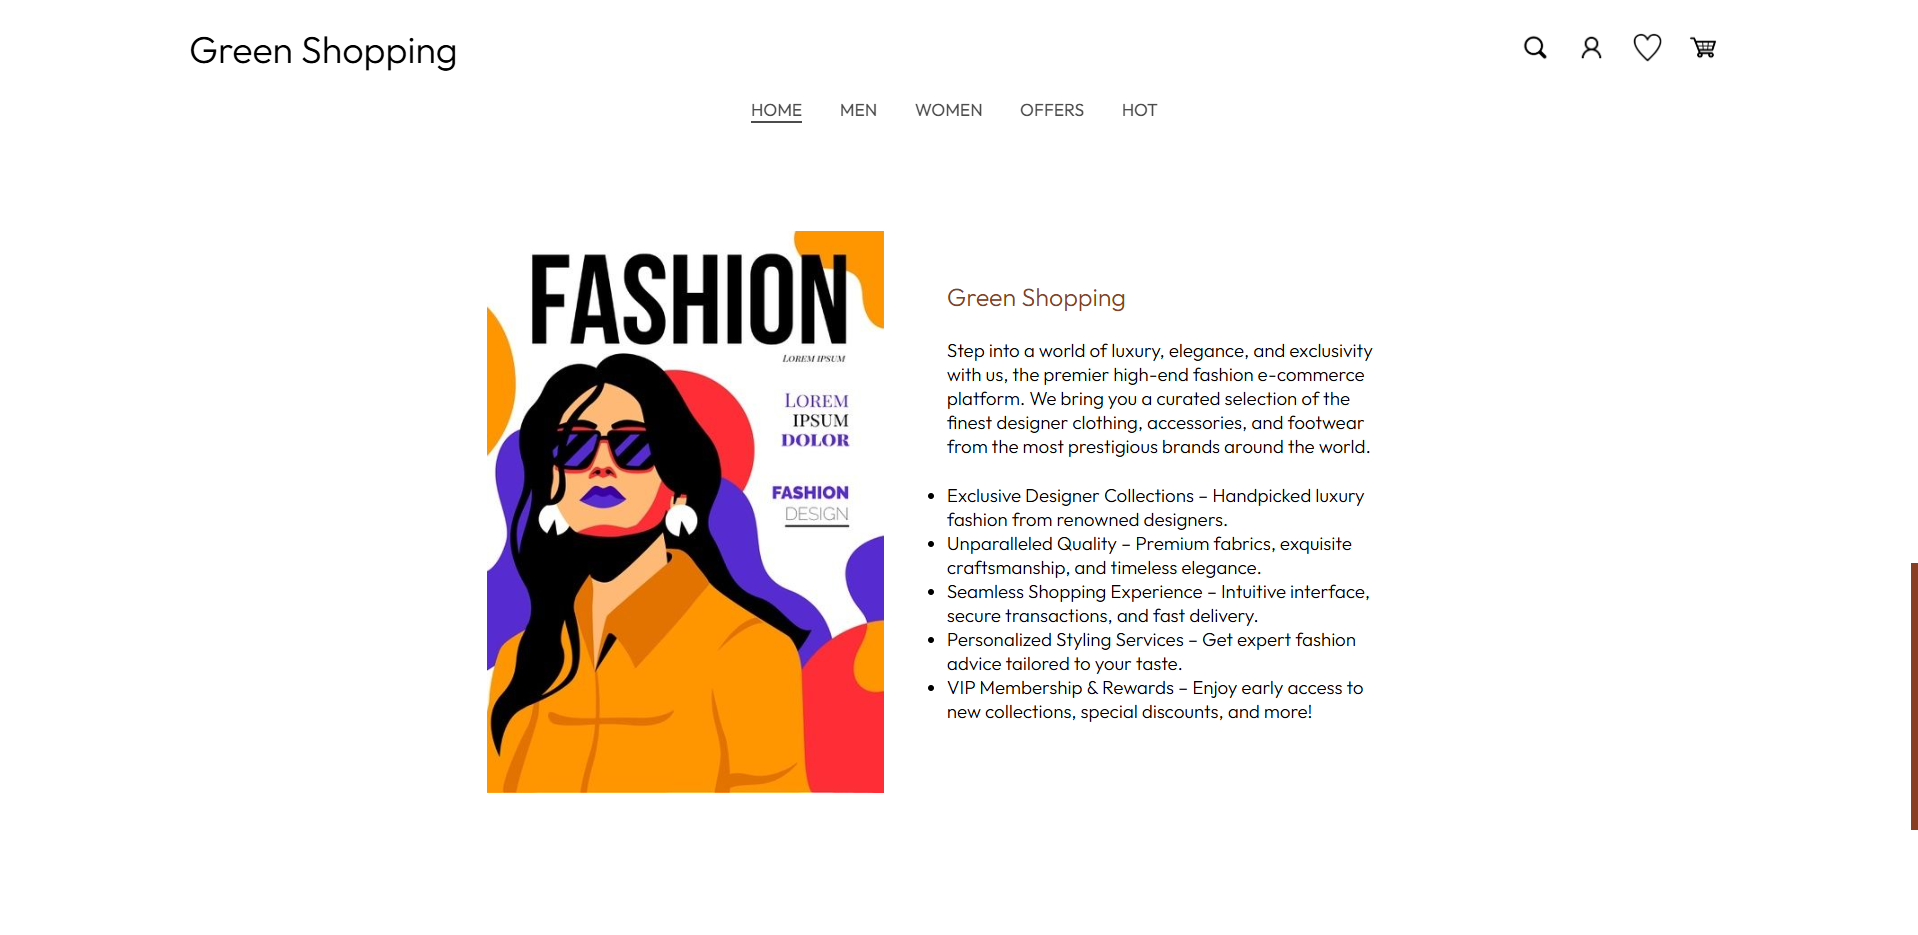 Green Shopping
HOME MEN WOMEN OFFERS HOT
FASHION
LOREM IPSUM
LOREM
IPSUM
DOLOR
FASHION
DESIGN
Green Shopping
Step into a world of luxury, elegance, and exclusivity
with us, the premier high-end fashion e-commerce
platform. We bring you a curated selection of the
finest designer clothing, accessories, and footwear
from the most prestigious brands around the world.
• Exclusive Designer Collections – Handpicked luxury
fashion from renowned designers.
• Unparalleled Quality – Premium fabrics, exquisite
craftsmanship, and timeless elegance.
• Seamless Shopping Experience – Intuitive interface,
secure transactions, and fast delivery.
• Personalized Styling Services – Get expert fashion
advice tailored to your taste.
• VIP Membership & Rewards – Enjoy early access to
new collections, special discounts, and more!